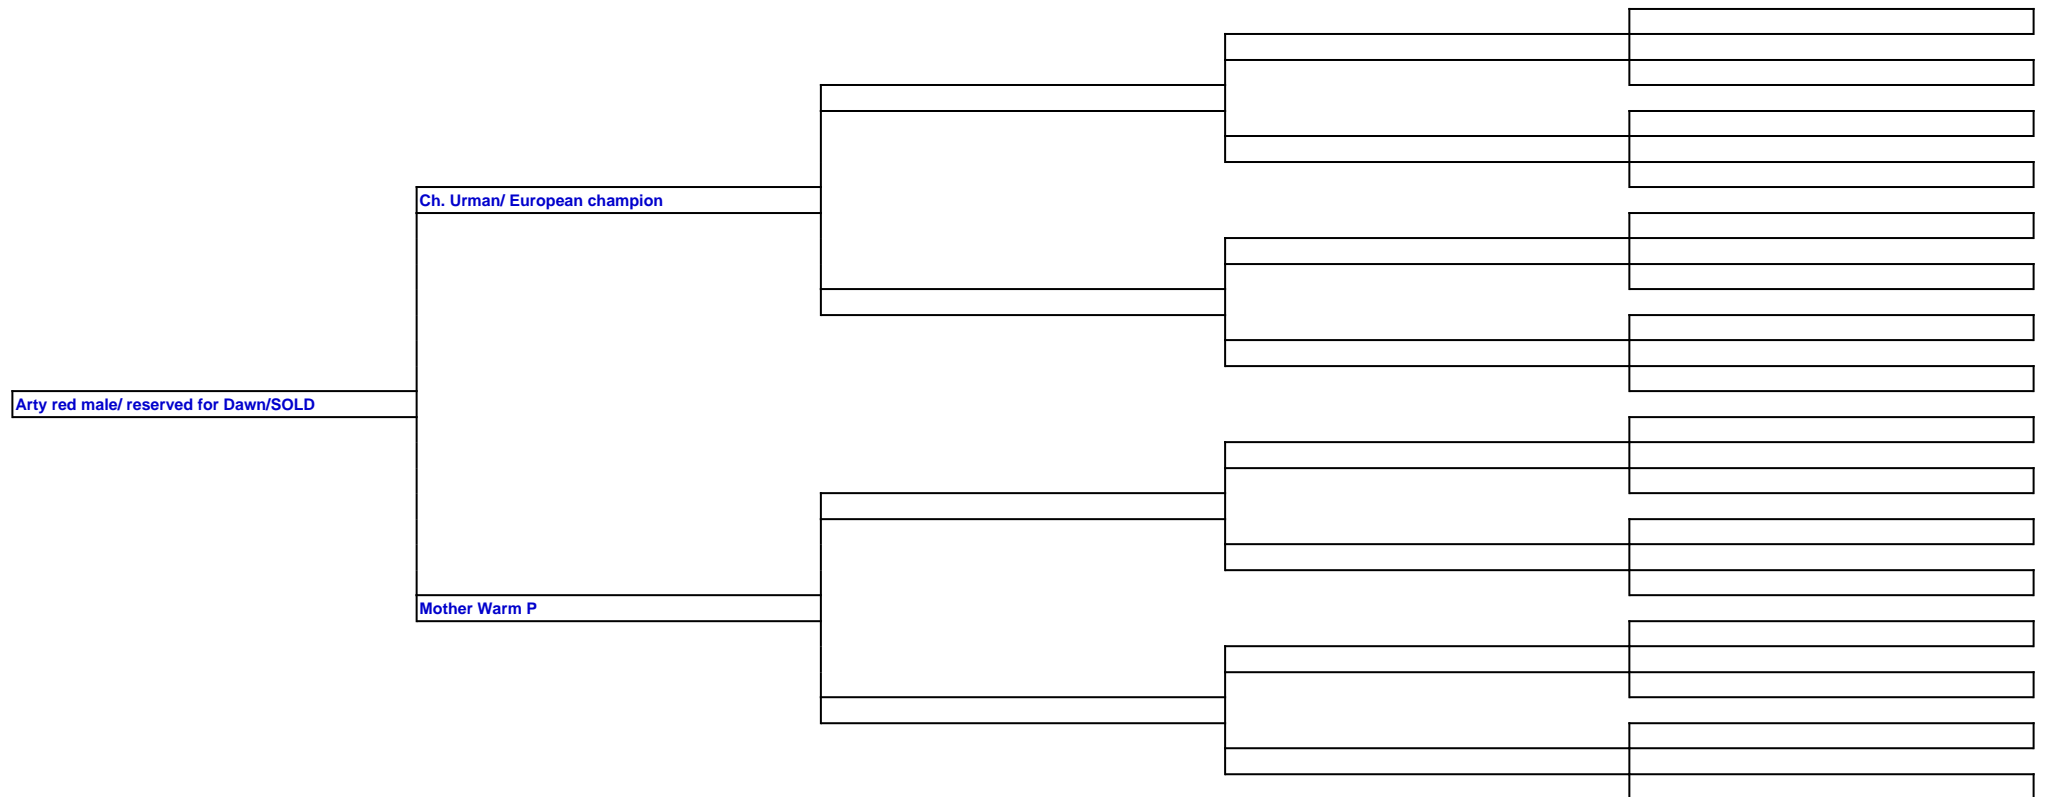 Ch. Urman/ European champion
Arty red male/ reserved for Dawn/SOLD
Mother Warm P